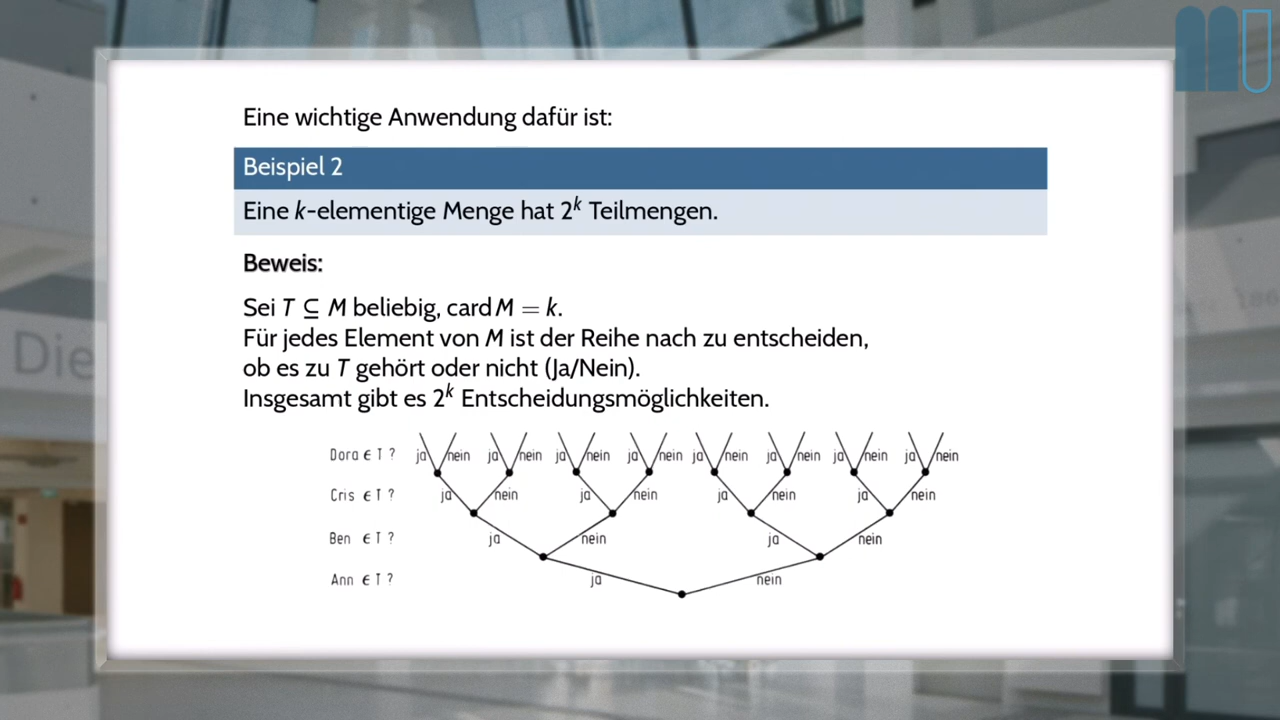 Eine wichtige Anwendung dafür ist:
Beispiel 2
Eine k-elementige Menge hat 2^k Teilmengen.
Beweis:
Sei T ⊆ M beliebig, card M = k.
Für jedes Element von M ist der Reihe nach zu entscheiden,
ob es zu T gehört oder nicht (Ja/Nein).
Insgesamt gibt es 2^k Entscheidungsmöglichkeiten.
Dora ∈ T ? ja nein ja nein ja nein ja nein ja nein ja nein ja nein ja nein
Cris ∈ T ? ja nein ja nein ja nein ja nein
Ben ∈ T ? ja nein ja nein
Ann ∈ T ? ja nein
Die